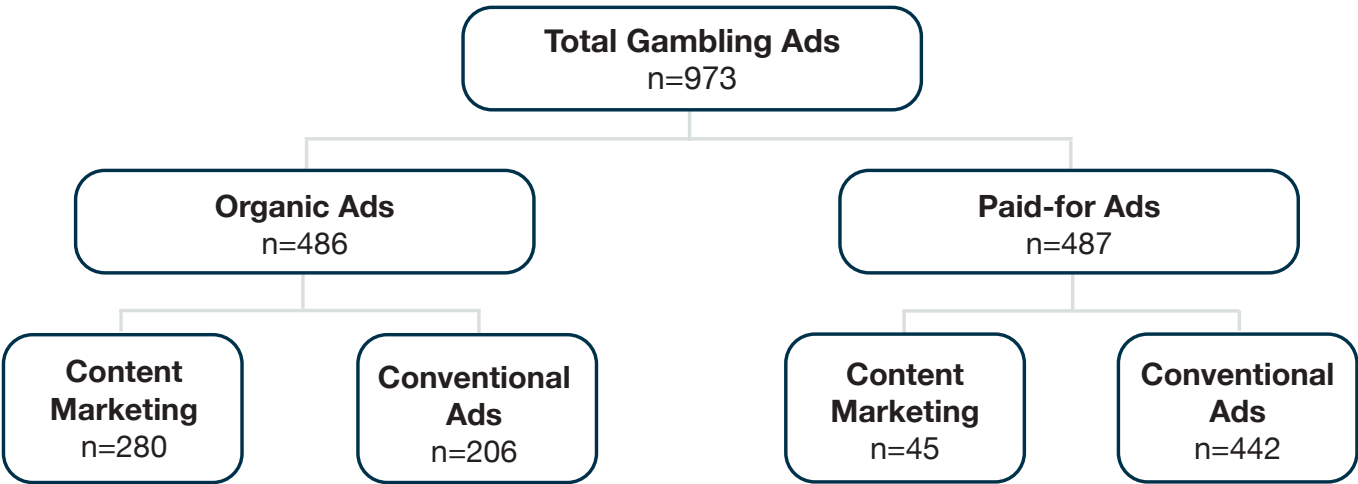 Total Gambling Ads
n=973
Organic Ads
n=486
Paid-for Ads
n=487
Content
Marketing
n=280
Conventional
Ads
n=206
Content
Marketing
n=45
Conventional
Ads
n=442